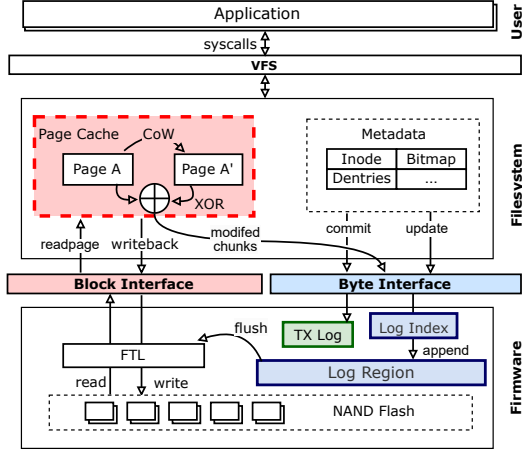 Application
User
syscalls
VFS
Page Cache
CoW
Page A
Page A'
XOR
Metadata
Inode
Bitmap
Dentries
...
Filesystem
readpage
writeback
modifed
chunks
commit
update
Block Interface
Byte Interface
flush
TX Log
Log Index
append
FTL
Log Region
read
write
NAND Flash
Firmware